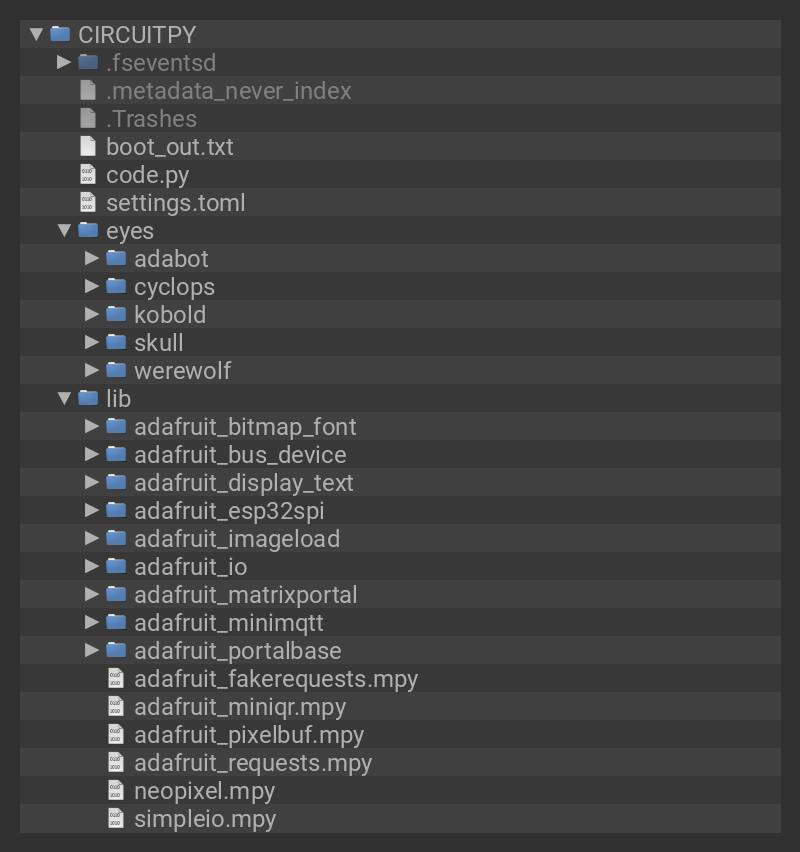 CIRCUITPY
.fseventsd
.metadata_never_index
.Trashes
boot_out.txt
code.py
settings.toml
eyes
adabot
cyclops
kobold
skull
werewolf
lib
adafruit_bitmap_font
adafruit_bus_device
adafruit_display_text
adafruit_esp32spi
adafruit_imageload
adafruit_io
adafruit_matrixportal
adafruit_minimqtt
adafruit_portalbase
adafruit_fakerequests.mpy
adafruit_miniqr.mpy
adafruit_pixelbuf.mpy
adafruit_requests.mpy
neopixel.mpy
simpleio.mpy